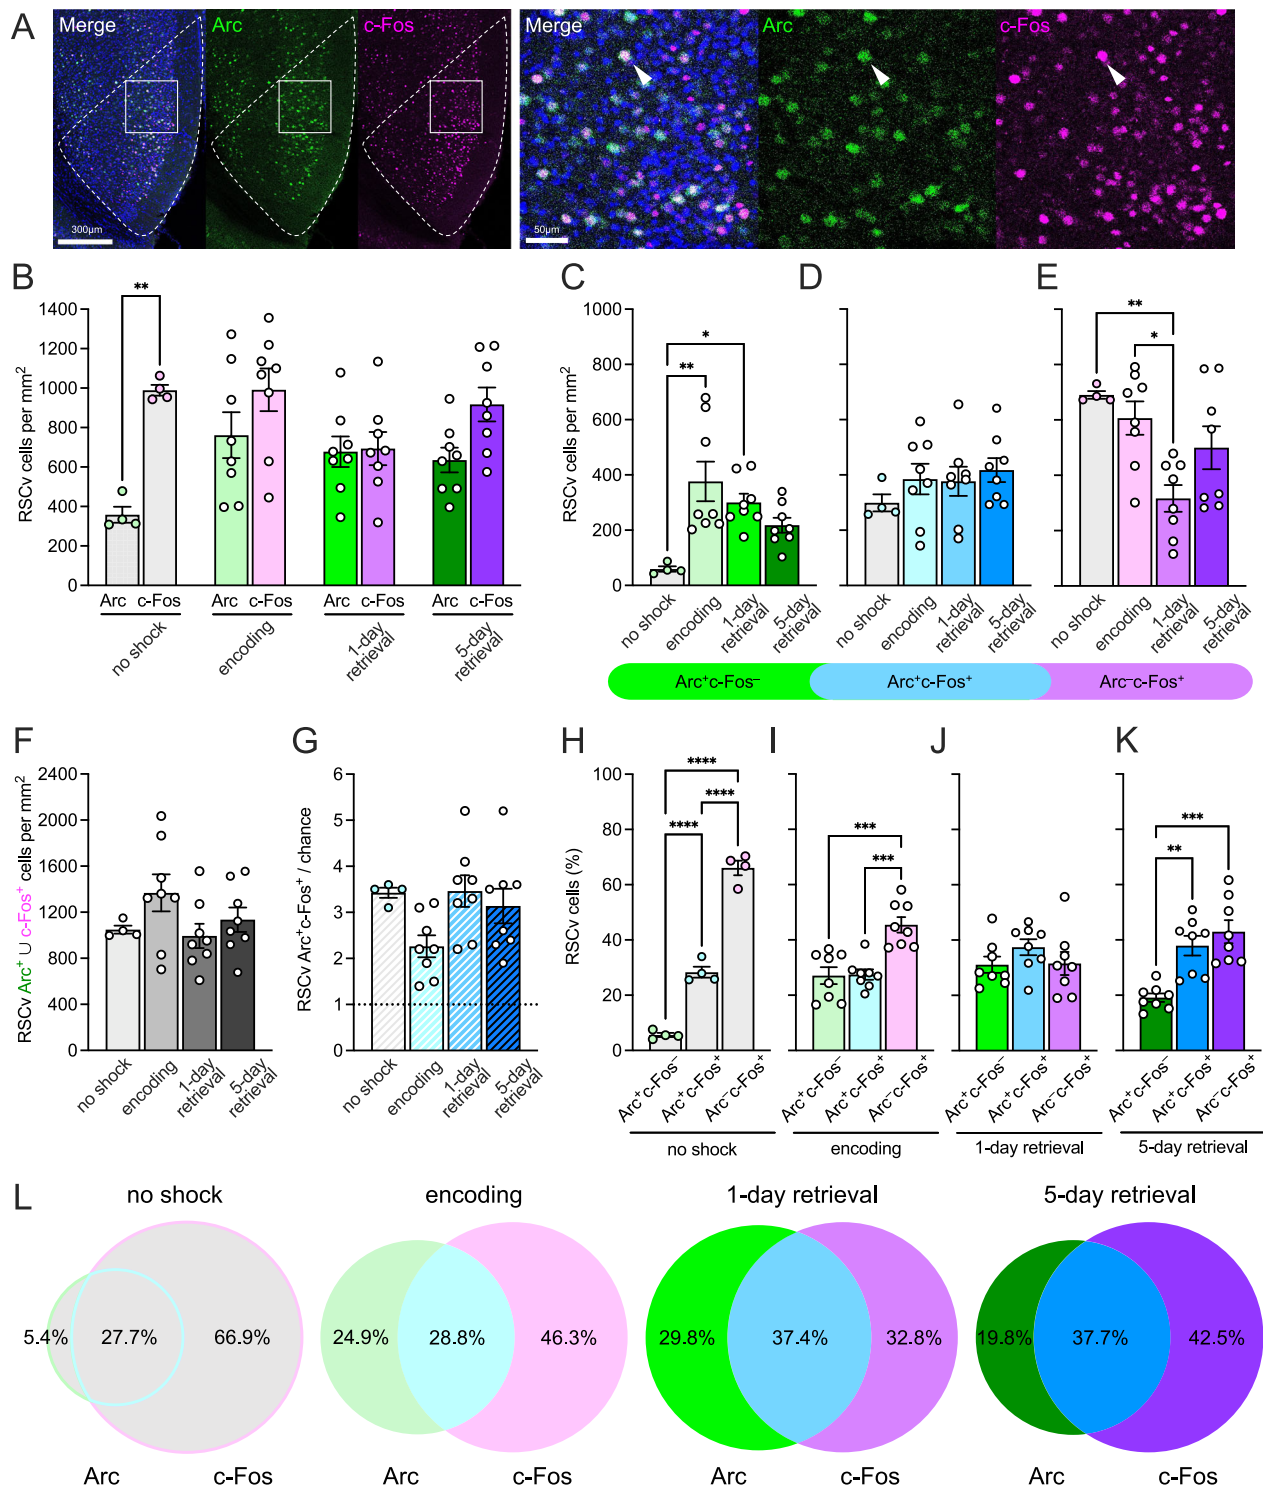 A
Merge
Arc
c-Fos
300µm
Merge
Arc
c-Fos
50µm
B
RSCv cells per mm2
1400
1200
1000
800
600
400
200
0
**
Arc c-Fos
Arc c-Fos
Arc c-Fos
Arc c-Fos
no shock
encoding
1-day
retrieval
5-day
retrieval
C
RSCv cells per mm2
1000
800
600
400
200
0
*
**
no shock
encoding
1-day
retrieval
5-day
retrieval
D
no shock
encoding
1-day
retrieval
5-day
retrieval
E
**
*
no shock
encoding
1-day
retrieval
5-day
retrieval
Arc+c-Fos–
Arc+c-Fos+
Arc–c-Fos+
F
RSCv Arc+ U c-Fos+ cells per mm2
2400
2000
1600
1200
800
400
0
no shock
encoding
1-day
retrieval
5-day
retrieval
G
RSCv Arc+c-Fos+ / chance
6
5
4
3
2
1
0
no shock
encoding
1-day
retrieval
5-day
retrieval
H
RSCv cells (%)
100
80
60
40
20
0
****
****
****
Arc+c-Fos–
Arc+c-Fos+
Arc–c-Fos+
no shock
I
***
***
Arc+c-Fos–
Arc+c-Fos+
Arc–c-Fos+
encoding
J
Arc+c-Fos–
Arc+c-Fos+
Arc–c-Fos+
1-day retrieval
K
***
**
Arc+c-Fos–
Arc+c-Fos+
Arc–c-Fos+
5-day retrieval
L
no shock
5.4%
27.7%
66.9%
Arc
c-Fos
encoding
24.9%
28.8%
46.3%
Arc
c-Fos
1-day retrieval
29.8%
37.4%
32.8%
Arc
c-Fos
5-day retrieval
19.8%
37.7%
42.5%
Arc
c-Fos